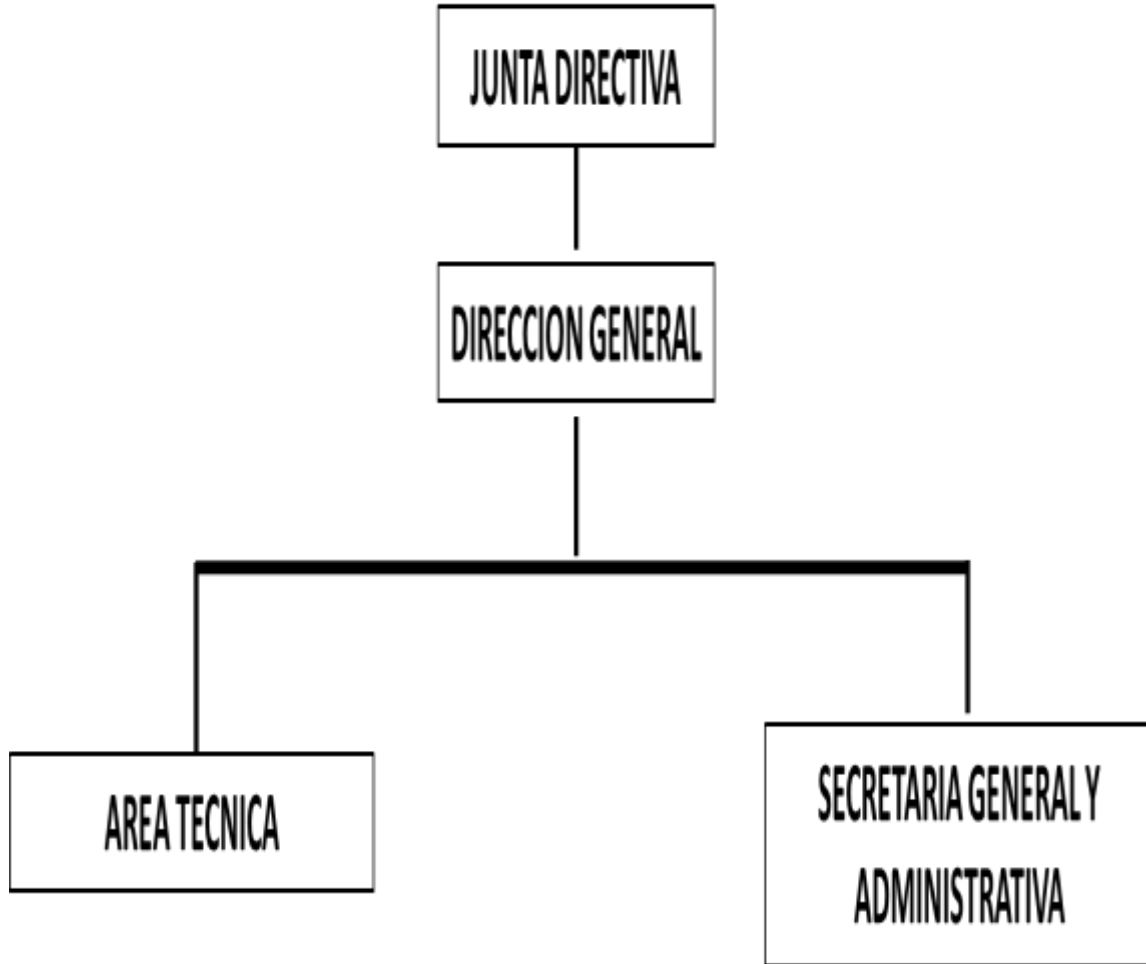 JUNTA DIRECTIVA
DIRECCION GENERAL
AREA TECNICA
SECRETARIA GENERAL Y
ADMINISTRATIVA